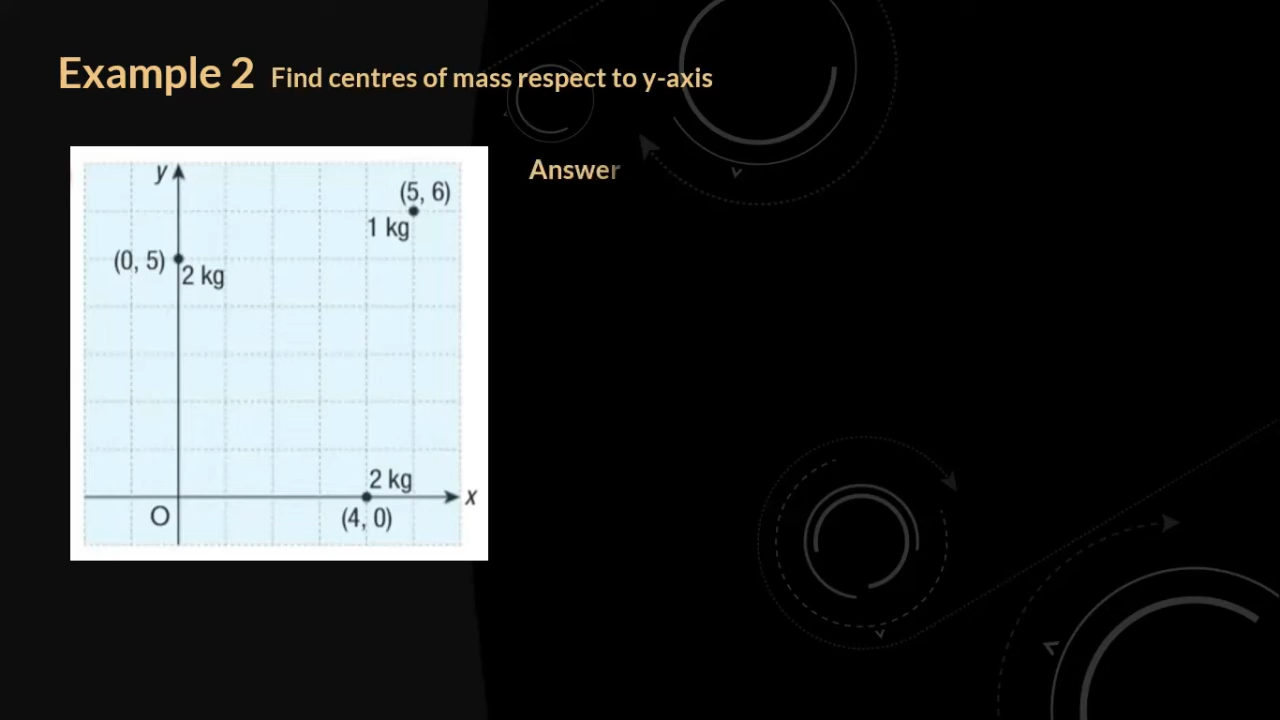 Example 2 Find centres of mass respect to y-axis
Answer
y
(5, 6)
1 kg
(0, 5)
2 kg
2 kg
x
O
(4, 0)